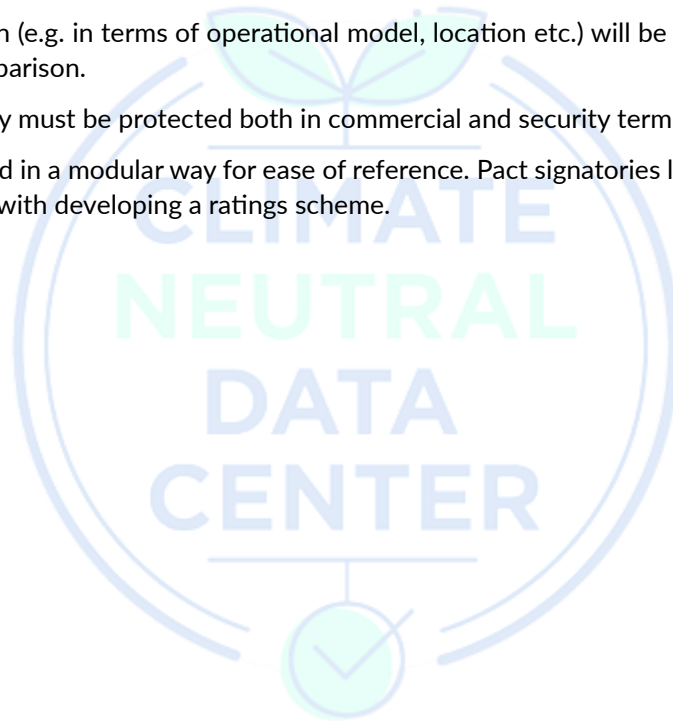 (e.g. in terms of operational model, location etc.) will be
parison.
y must be protected both in commercial and security term
d in a modular way for ease of reference. Pact signatories l
with developing a ratings scheme.
CLIMATE
NEUTRAL
DATA
CENTER